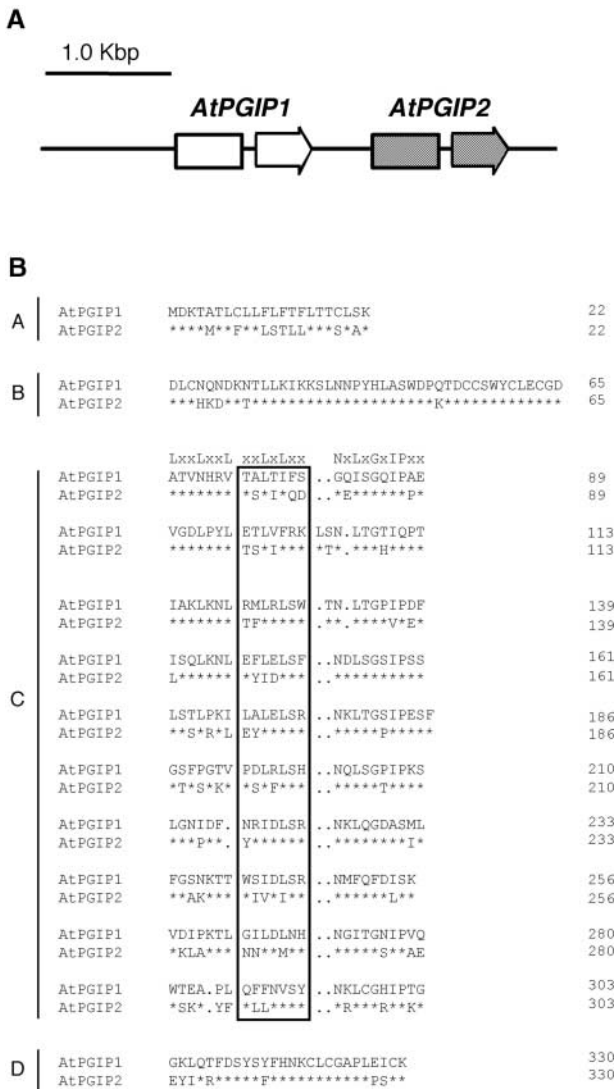 A
1.0 Kbp
AtPGIP1 AtPGIP2
B
A
AtPGIP1 MDKTATLCLLFLFTFLTTCLSK 22
AtPGIP2 ****M**F**LSTLL***S*A* 22
B
AtPGIP1 DLCNQNDKNTLLKIKKSLNNPYHLASWDPQTDCCSWYCLECGD 65
AtPGIP2 ***HKD**T********************K************* 65
C
LxxLxxL xxLxLxx NxLxGxIPxx
AtPGIP1 ATVNHRV TALTIFS ..GQISGQIPAE 89
AtPGIP2 ******* **S*I*QD ..*E******P* 89
AtPGIP1 VGDLPYL ETLVFRK LSN.LTGTIQPT 113
AtPGIP2 ******* TS*I*** *T*.***H**** 113
AtPGIP1 IAKLKNL RMLRLSW .TN.LTGPIPDF 139
AtPGIP2 ******* TF***** .**.****V*E* 139
AtPGIP1 ISQLKNL EFLELSF ..NDLSGSIPSS 161
AtPGIP2 L****** *YID*** ..********** 161
AtPGIP1 LSTLPKI LALELSR ..NKLTGSIPESF 186
AtPGIP2 **S*R*L EY***** ..******P**** 186
AtPGIP1 GSFPGTV PDLRLSH ..NQLSGPIPKS 210
AtPGIP2 *T*S*K* *S*F*** ..******T*** 210
AtPGIP1 LGNIDF. NRIDLSR ..NKLQGDASML 233
AtPGIP2 ***P**. Y****** ..********I* 233
AtPGIP1 FGSNKTT WSIDLSR ..NMFQFDISK 256
AtPGIP2 **AK*** *IV*I** ..******L** 256
AtPGIP1 VDIPKTL GILDLNH ..NGITGNIPVQ 280
AtPGIP2 *KLA*** NN**M** ..******S**AE 280
AtPGIP1 WTEA.PL QFFNVSY ..NKLCGHIPTG 303
AtPGIP2 *SK*.YF *LL**** ..*R***R**K* 303
D
AtPGIP1 GKLQTFDSYSYFHNKCLCGAPLEICK 330
AtPGIP2 EYI*R*****F***********PS** 330